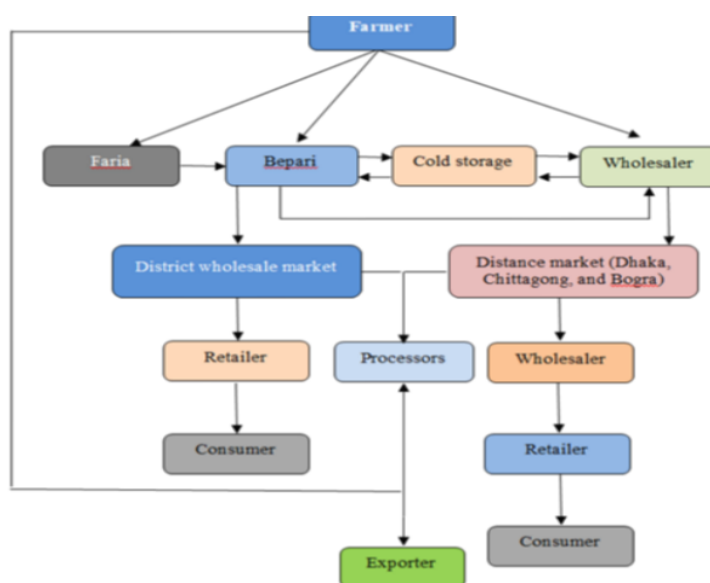 Farmer
Faria
Bepari
Cold storage
Wholesaler
District wholesale market
Distance market (Dhaka,
Chittagong, and Bogra)
Retailer
Processors
Wholesaler
Consumer
Retailer
Exporter
Consumer